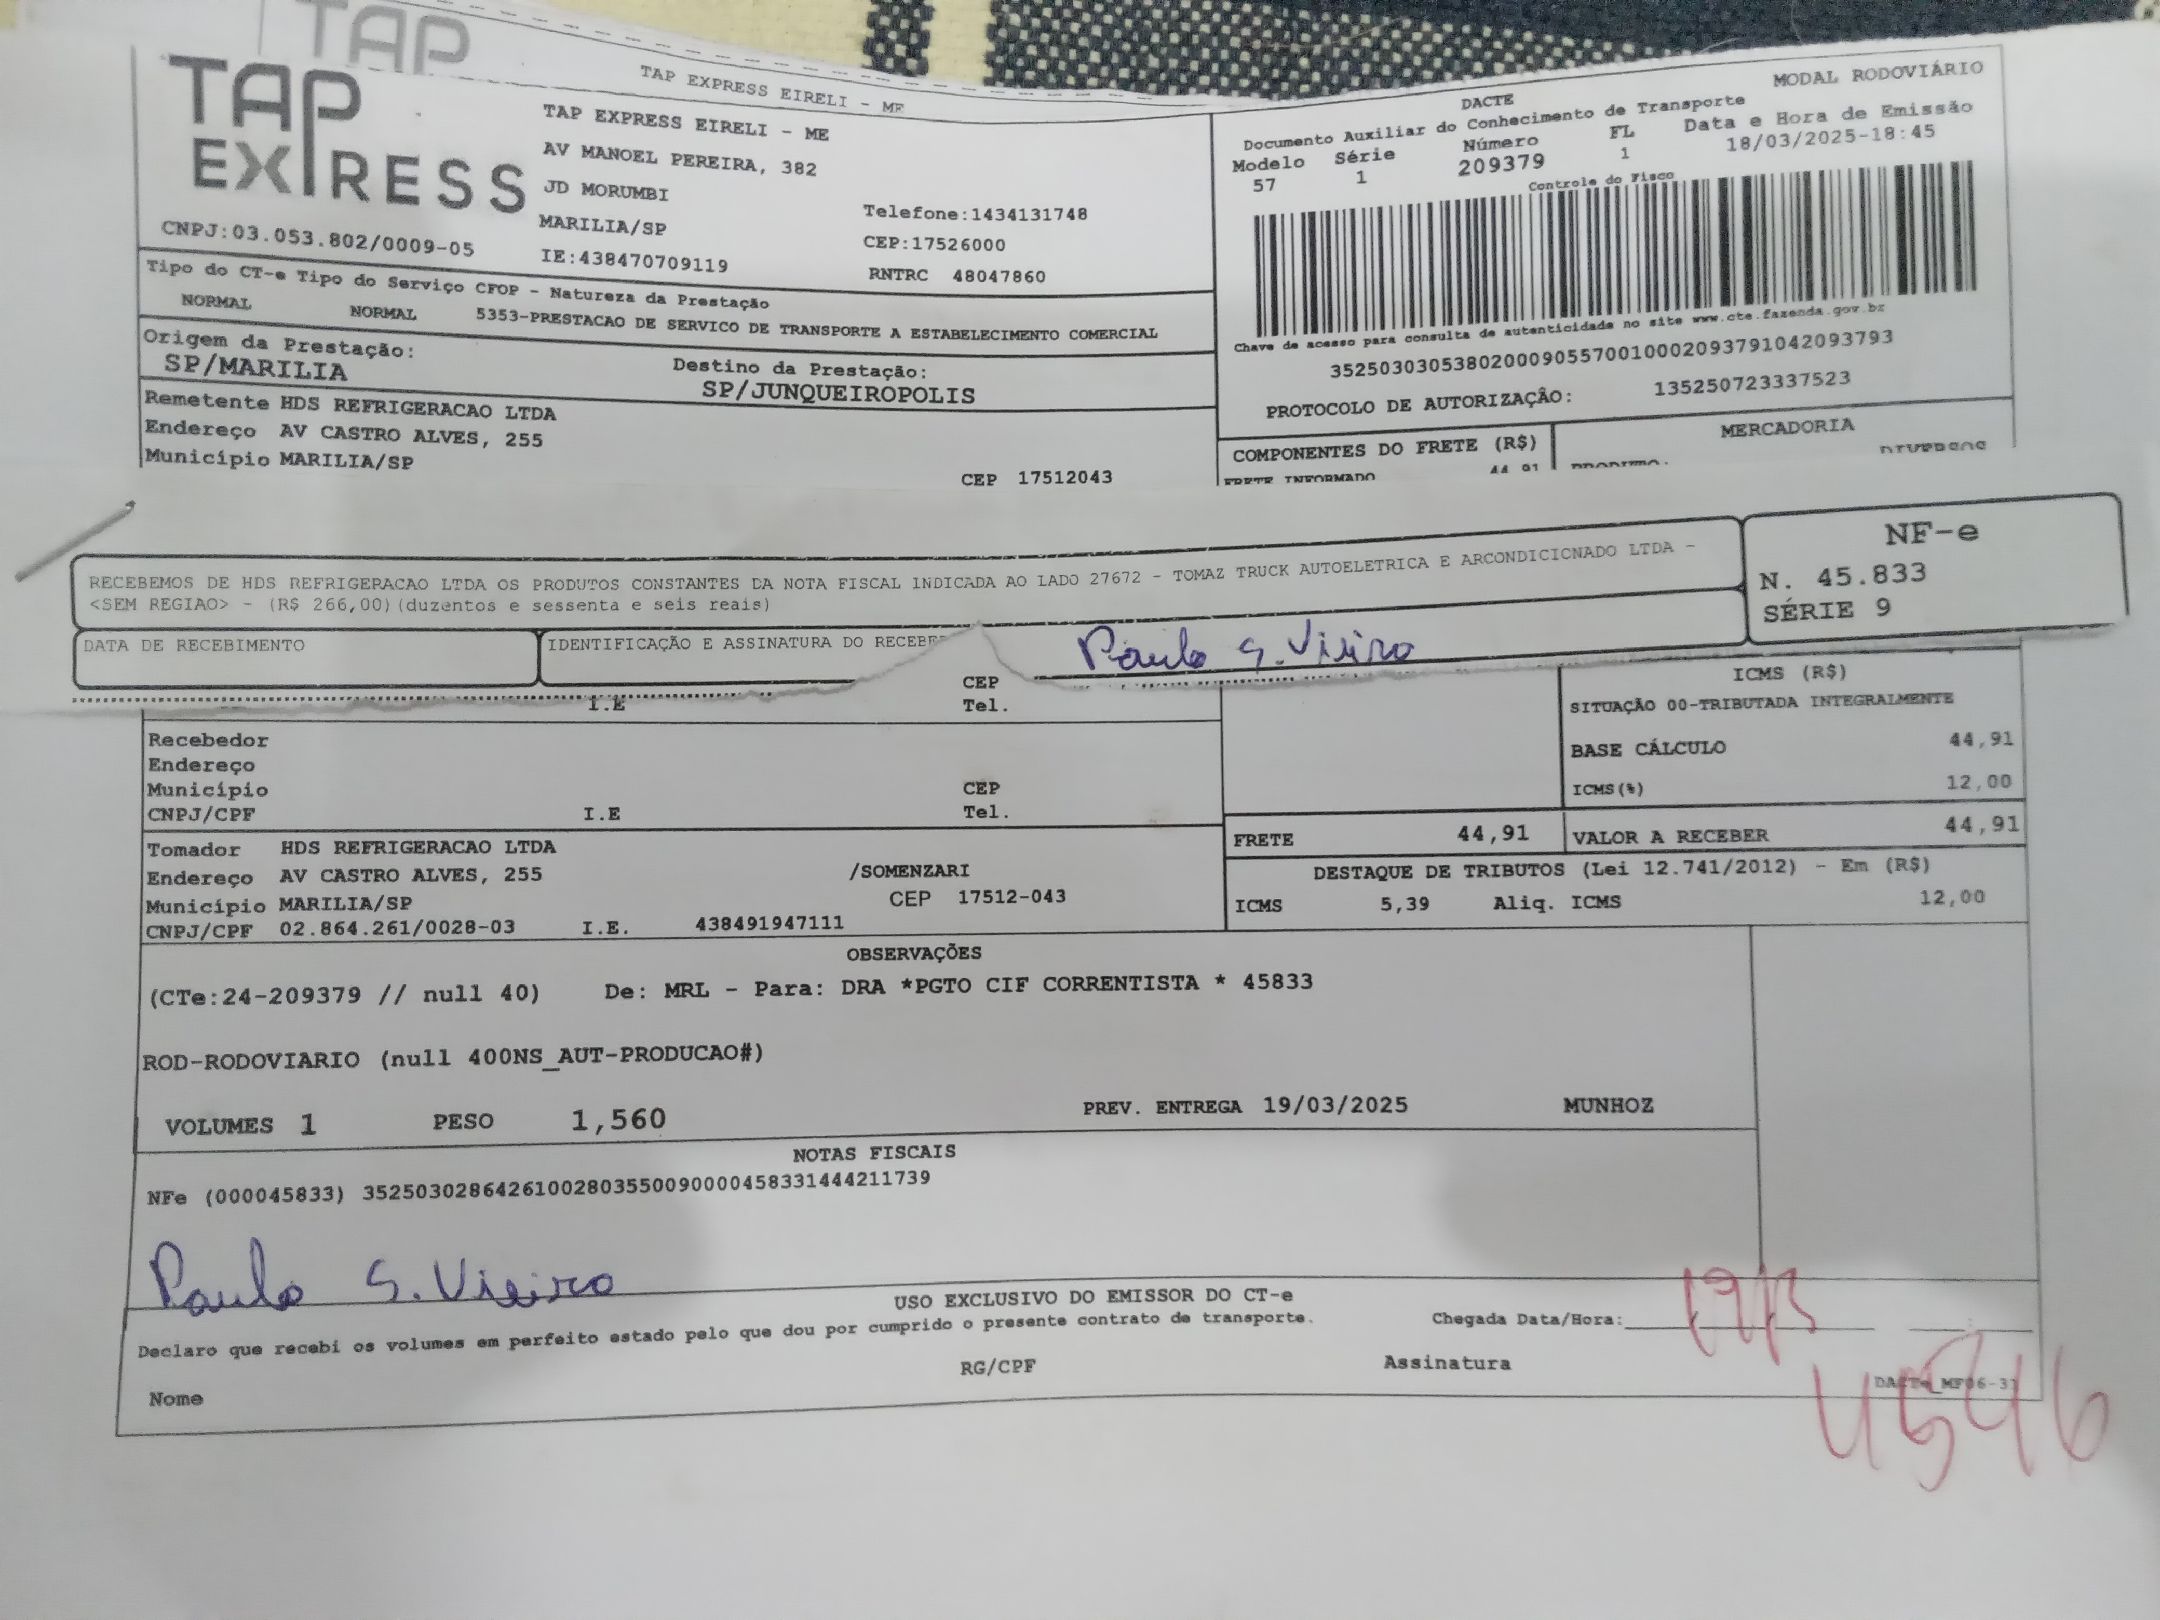 TAP
TAP EXPRESS EIRELI - ME
TAP
EXPRESS
CNPJ:03.053.802/0009-05
TAP EXPRESS EIRELI - ME
AV MANOEL PEREIRA, 382
JD MORUMBI
MARILIA/SP
IE:438470709119
Telefone:1434131748
CEP:17526000
RNTRC 48047860
MODAL RODOVIÁRIO
DACTE
Documento Auxiliar do Conhecimento de Transporte
Modelo Série Número FL Data e Hora de Emissão
57 1 209379 1 18/03/2025-18:45
Controle do Fisco
Chave de acesso para consulta de autenticidade no site www.cte.fazenda.gov.br
35250303053802000905570010002093791042093793
PROTOCOLO DE AUTORIZAÇÃO: 135250723337523
Tipo do CT-e Tipo do Serviço CFOP - Natureza da Prestação
NORMAL NORMAL 5353-PRESTACAO DE SERVICO DE TRANSPORTE A ESTABELECIMENTO COMERCIAL
Origem da Prestação: Destino da Prestação:
SP/MARILIA SP/JUNQUEIROPOLIS
Remetente HDS REFRIGERACAO LTDA
Endereço AV CASTRO ALVES, 255
Município MARILIA/SP CEP 17512043
COMPONENTES DO FRETE (R$) MERCADORIA
FRETE INFORMADO 44,91 PRODUTO: DIVERSOS
RECEBEMOS DE HDS REFRIGERACAO LTDA OS PRODUTOS CONSTANTES DA NOTA FISCAL INDICADA AO LADO 27672 - TOMAZ TRUCK AUTOELETRICA E ARCONDICICNADO LTDA -
<SEM REGIAO> - (R$ 266,00)(duzentos e sessenta e seis reais)
NF-e
N. 45.833
SÉRIE 9
DATA DE RECEBIMENTO IDENTIFICAÇÃO E ASSINATURA DO RECEBE
Paulo S. Vieira
CEP
I.E Tel.
ICMS (R$)
SITUAÇÃO 00-TRIBUTADA INTEGRALMENTE
BASE CÁLCULO 44,91
ICMS(%) 12,00
Recebedor
Endereço
Município CEP
CNPJ/CPF I.E Tel.
FRETE 44,91 VALOR A RECEBER 44,91
Tomador HDS REFRIGERACAO LTDA
Endereço AV CASTRO ALVES, 255 /SOMENZARI
Município MARILIA/SP CEP 17512-043
CNPJ/CPF 02.864.261/0028-03 I.E. 438491947111
DESTAQUE DE TRIBUTOS (Lei 12.741/2012) - Em (R$)
ICMS 5,39 Aliq. ICMS 12,00
OBSERVAÇÕES
(CTe:24-209379 // null 40) De: MRL - Para: DRA *PGTO CIF CORRENTISTA * 45833
ROD-RODOVIARIO (null 400NS_AUT-PRODUCAO#)
VOLUMES 1 PESO 1,560 PREV. ENTREGA 19/03/2025 MUNHOZ
NOTAS FISCAIS
NFe (000045833) 35250302864261002803550090000458331444211739
Paulo S. Vieira
USO EXCLUSIVO DO EMISSOR DO CT-e
Declaro que recebi os volumes em perfeito estado pelo que dou por cumprido o presente contrato de transporte.
Chegada Data/Hora: 19/3
Nome RG/CPF Assinatura
4546